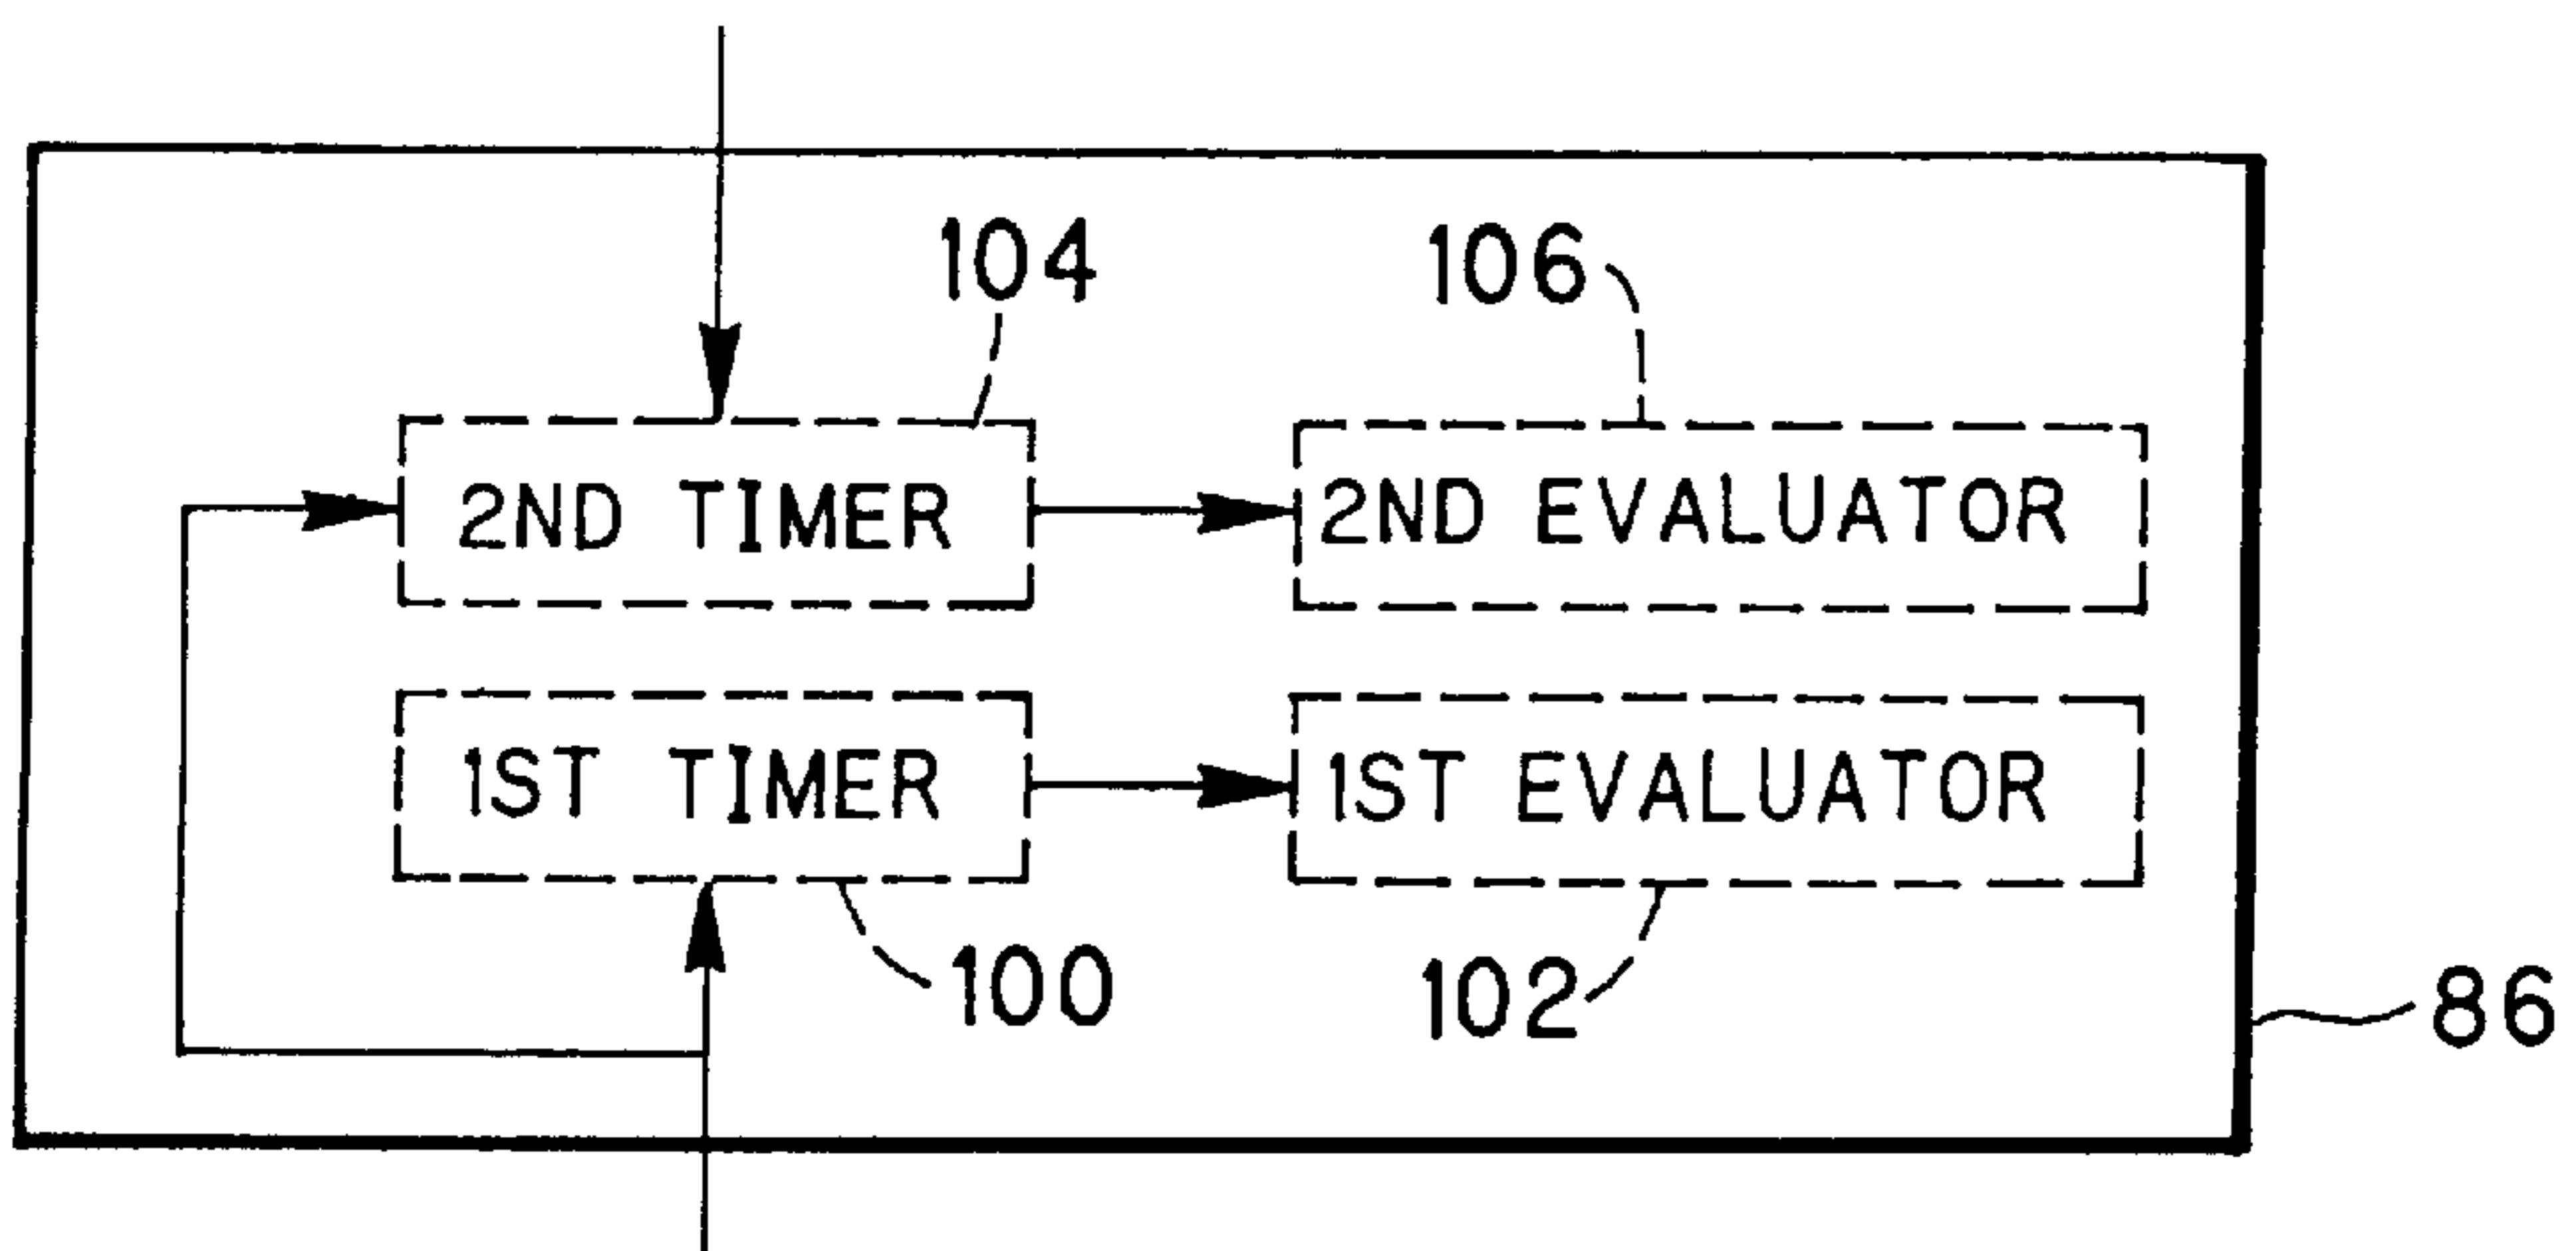 104
106
2ND TIMER
2ND EVALUATOR
1ST TIMER
1ST EVALUATOR
100
102
86